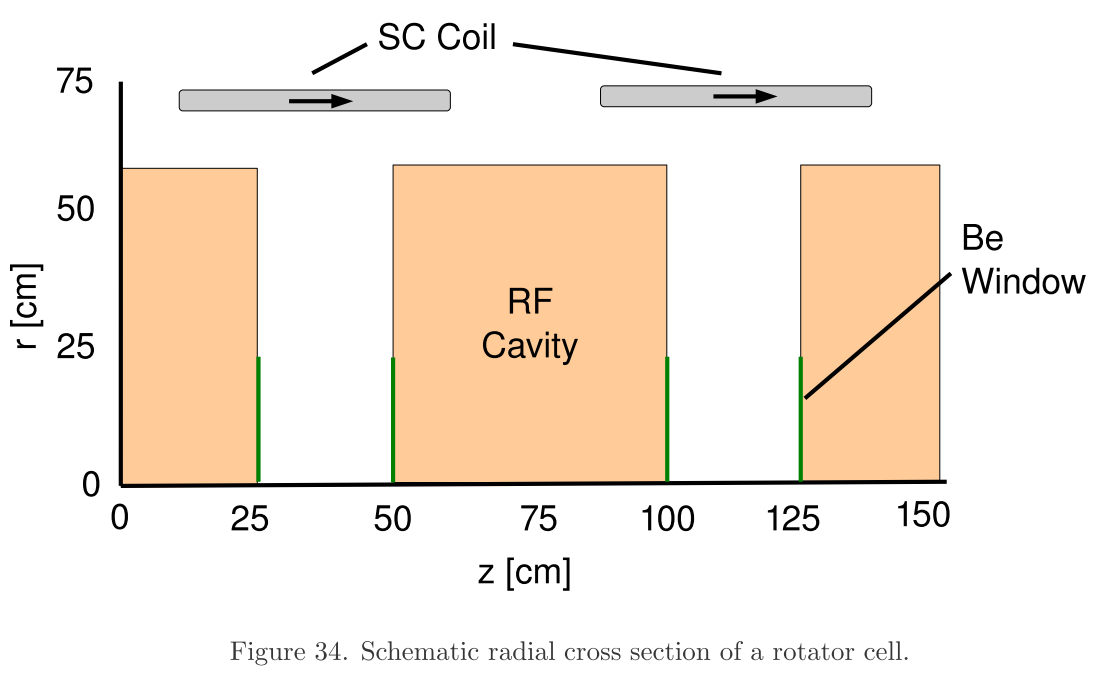 SC Coil
75
50
25
0
r [cm]
RF
Cavity
Be
Window
0 25 50 75 100 125 150
z [cm]
Figure 34. Schematic radial cross section of a rotator cell.